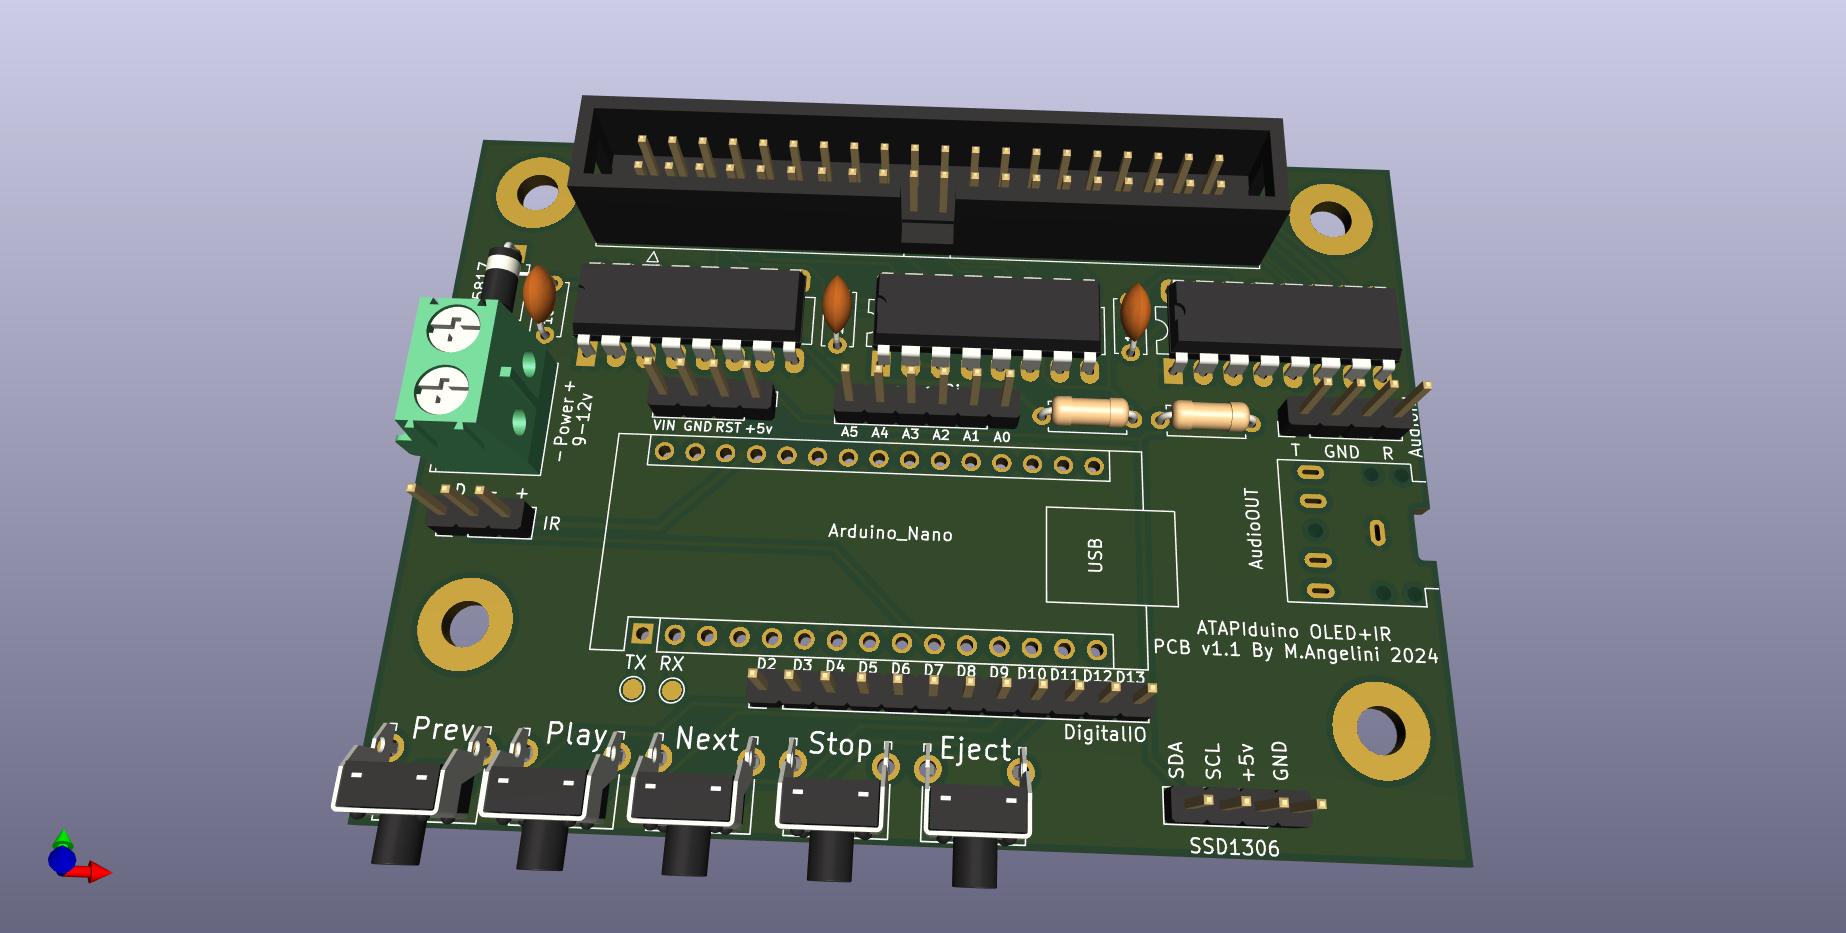 5817
- Power +
9-12v
VIN GND RST +5v
A5 A4 A3 A2 A1 A0
T GND R
D - +
IR
Arduino_Nano
USB
AudioOUT
ATAPIduino OLED+IR
PCB v1.1 By M.Angelini 2024
TX RX
D2 D3 D4 D5 D6 D7 D8 D9 D10 D11 D12 D13
DigitalIO
Prev Play Next Stop Eject
SDA SCL +5v GND
SSD1306